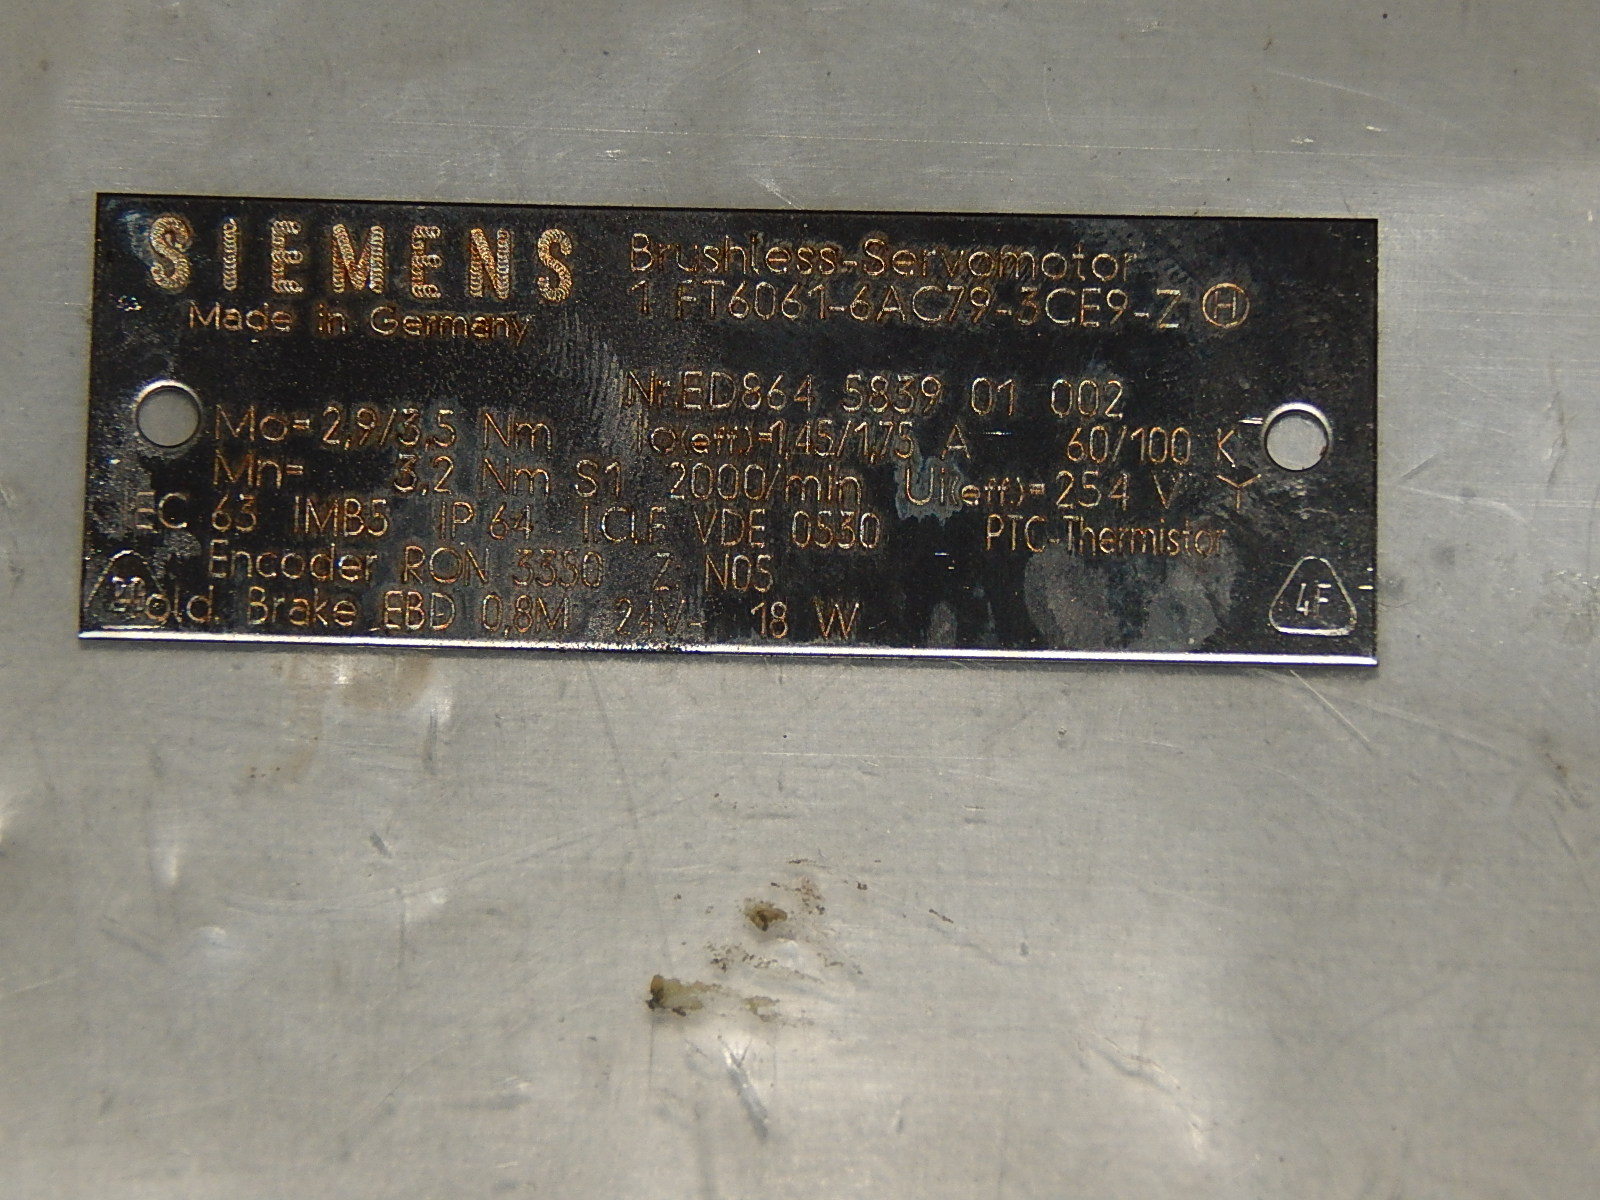 SIEMENS
Made in Germany
Brushless-Servomotor
1 FT6061-6AC79-3CE9-Z Ⓗ
Nr.ED864 5839 01 002
Mo=2,9/3,5 Nm Io(eff)=1,45/1,75 A 60/100 K
Mn= 3,2 Nm S1 2000/min Ui(eff)=254 V Y
IEC 63 IMB5 IP 64 I.Cl.F VDE 0530 PTC-Thermistor
Encoder RON 3350 Z: N05
Hold. Brake EBD 0,8M 24V- 18 W
4F